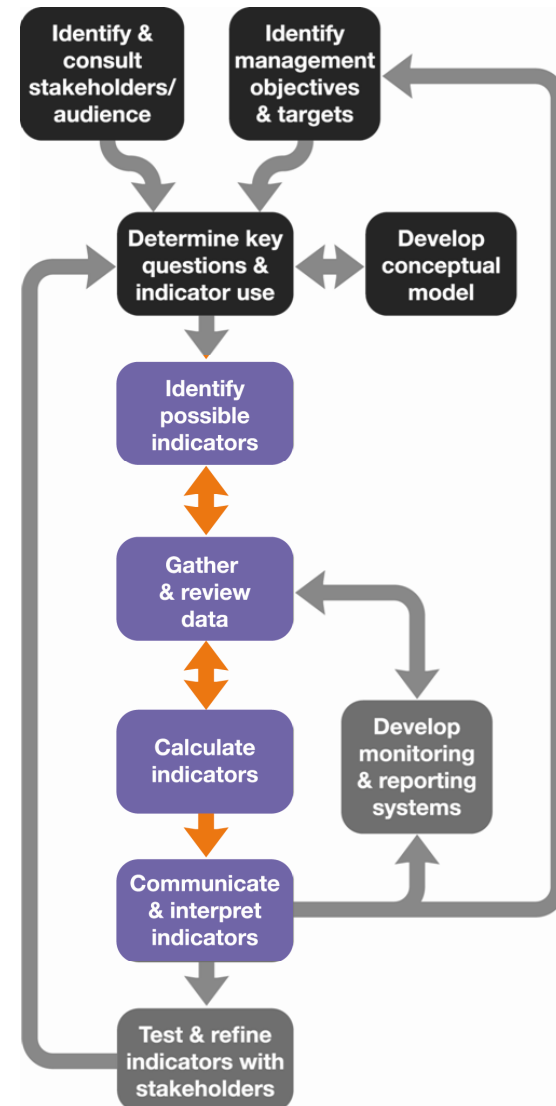 Identify &
consult
stakeholders/
audience
Identify
management
objectives
& targets
Determine key
questions &
indicator use
Develop
conceptual
model
Identify
possible
indicators
Gather
& review
data
Calculate
indicators
Develop
monitoring
& reporting
systems
Communicate
& interpret
indicators
Test & refine
indicators with
stakeholders